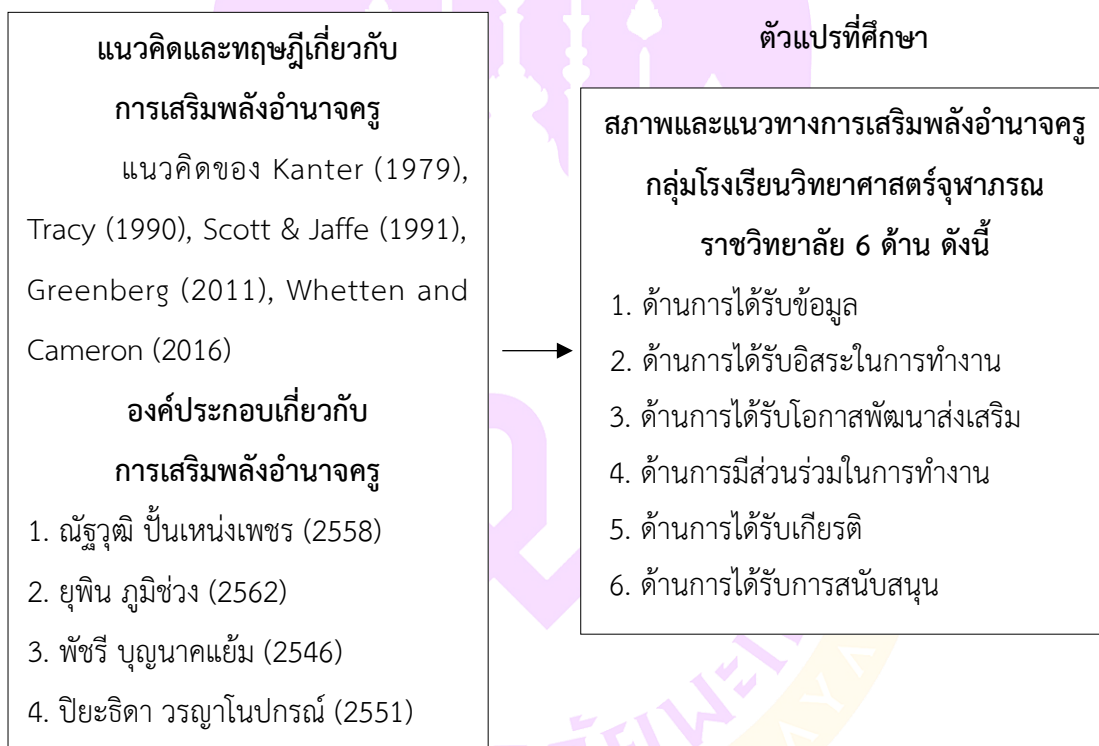 แนวคิดและทฤษฎีเกี่ยวกับ
การเสริมพลังอำนาจครู
แนวคิดของ Kanter (1979),
Tracy (1990), Scott & Jaffe (1991),
Greenberg (2011), Whetten and
Cameron (2016)
องค์ประกอบเกี่ยวกับ
การเสริมพลังอำนาจครู
1. ณัฐวุฒิ ปั้นเหน่งเพชร (2558)
2. ยุพิน ภูมิช่วง (2562)
3. พัชรี บุญนาคแย้ม (2546)
4. ปิยะธิดา วรญาโนปกรณ์ (2551)
ตัวแปรที่ศึกษา
สภาพและแนวทางการเสริมพลังอำนาจครู
กลุ่มโรงเรียนวิทยาศาสตร์จุฬาภรณ
ราชวิทยาลัย 6 ด้าน ดังนี้
1. ด้านการได้รับข้อมูล
2. ด้านการได้รับอิสระในการทำงาน
3. ด้านการได้รับโอกาสพัฒนาส่งเสริม
4. ด้านการมีส่วนร่วมในการทำงาน
5. ด้านการได้รับเกียรติ
6. ด้านการได้รับการสนับสนุน